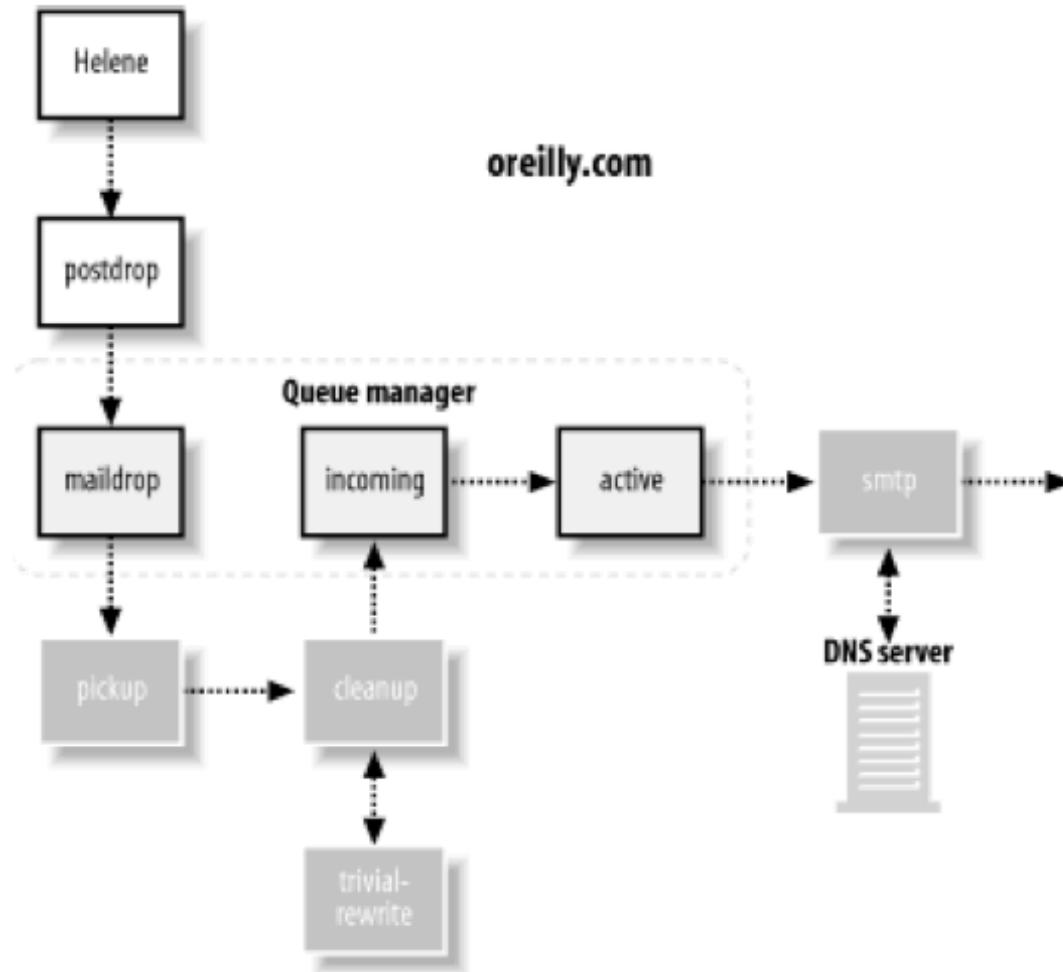 Helene
oreilly.com
postdrop
Queue manager
maildrop
incoming
active
smtp
pickup
cleanup
DNS server
trivial-
rewrite